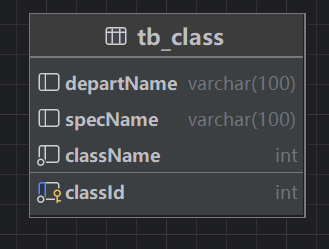 tb_class
departName varchar(100)
specName varchar(100)
className int
classId int